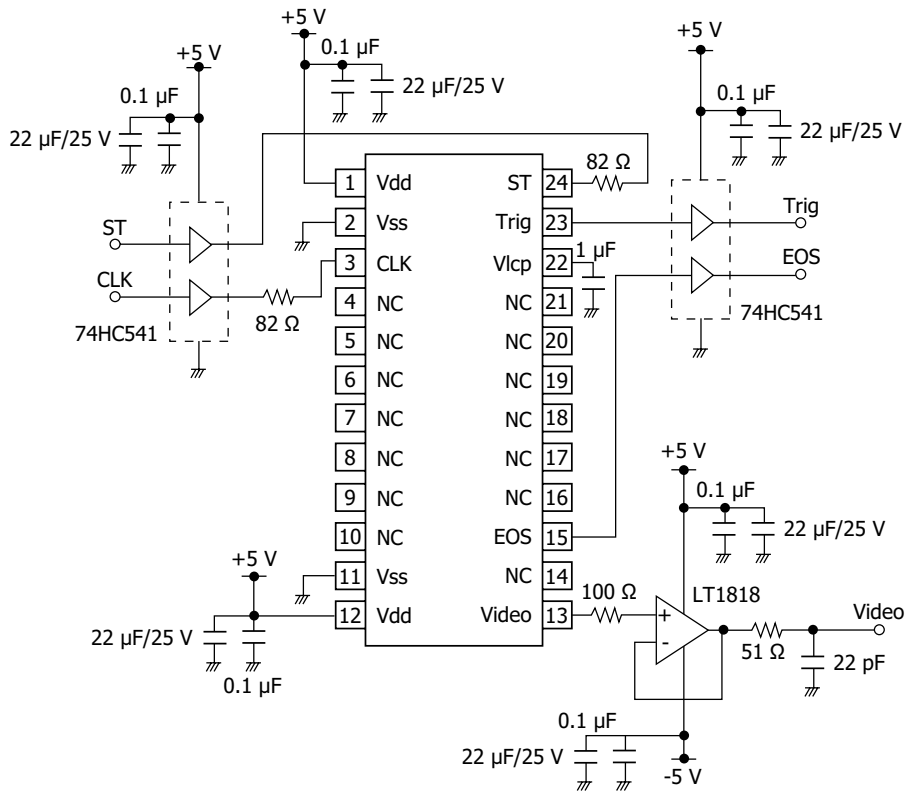 +5 V
+5 V
+5 V
0.1 µF
22 µF/25 V
0.1 µF
22 µF/25 V
0.1 µF
22 µF/25 V
ST
CLK
74HC541
82 Ω
82 Ω
1 µF
Trig
EOS
74HC541
1 Vdd
2 Vss
3 CLK
4 NC
5 NC
6 NC
7 NC
8 NC
9 NC
10 NC
11 Vss
12 Vdd
ST 24
Trig 23
Vlcp 22
NC 21
NC 20
NC 19
NC 18
NC 17
NC 16
EOS 15
NC 14
Video 13
+5 V
22 µF/25 V
0.1 µF
+5 V
0.1 µF
22 µF/25 V
100 Ω
LT1818
+
-
51 Ω
Video
22 pF
0.1 µF
22 µF/25 V
-5 V